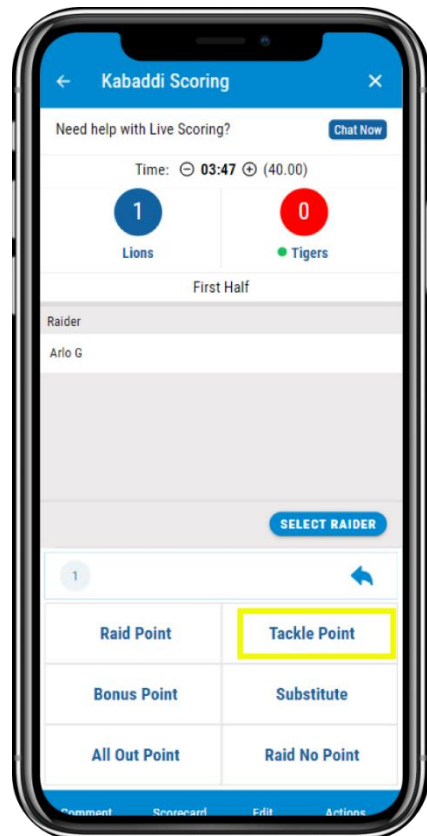 ← Kabaddi Scoring ×
Need help with Live Scoring? Chat Now
Time: ⊖ 03:47 ⊕ (40.00)
1 0
Lions Tigers
First Half
Raider
Arlo G
SELECT RAIDER
1
Raid Point Tackle Point
Bonus Point Substitute
All Out Point Raid No Point
Comment Scorecard Edit Actions